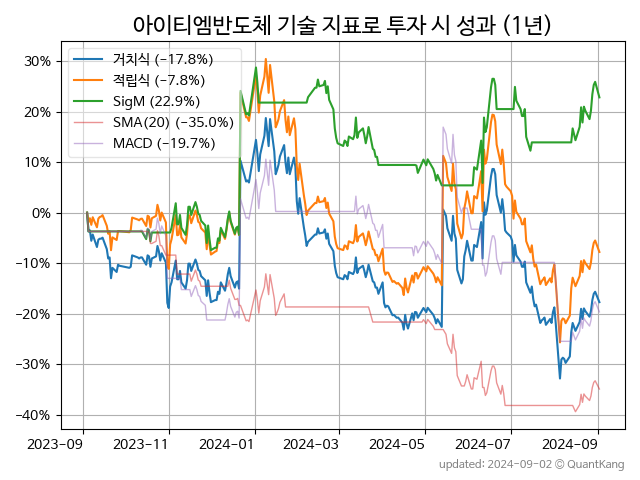 아이티엠반도체 기술 지표로 투자 시 성과 (1년)
거치식 (−17.8%)
적립식 (−7.8%)
SigM (22.9%)
SMA(20) (−35.0%)
MACD (−19.7%)
30%
20%
10%
0%
−10%
−20%
−30%
−40%
2023-09 2023-11 2024-01 2024-03 2024-05 2024-07 2024-09
updated: 2024-09-02 © QuantKang